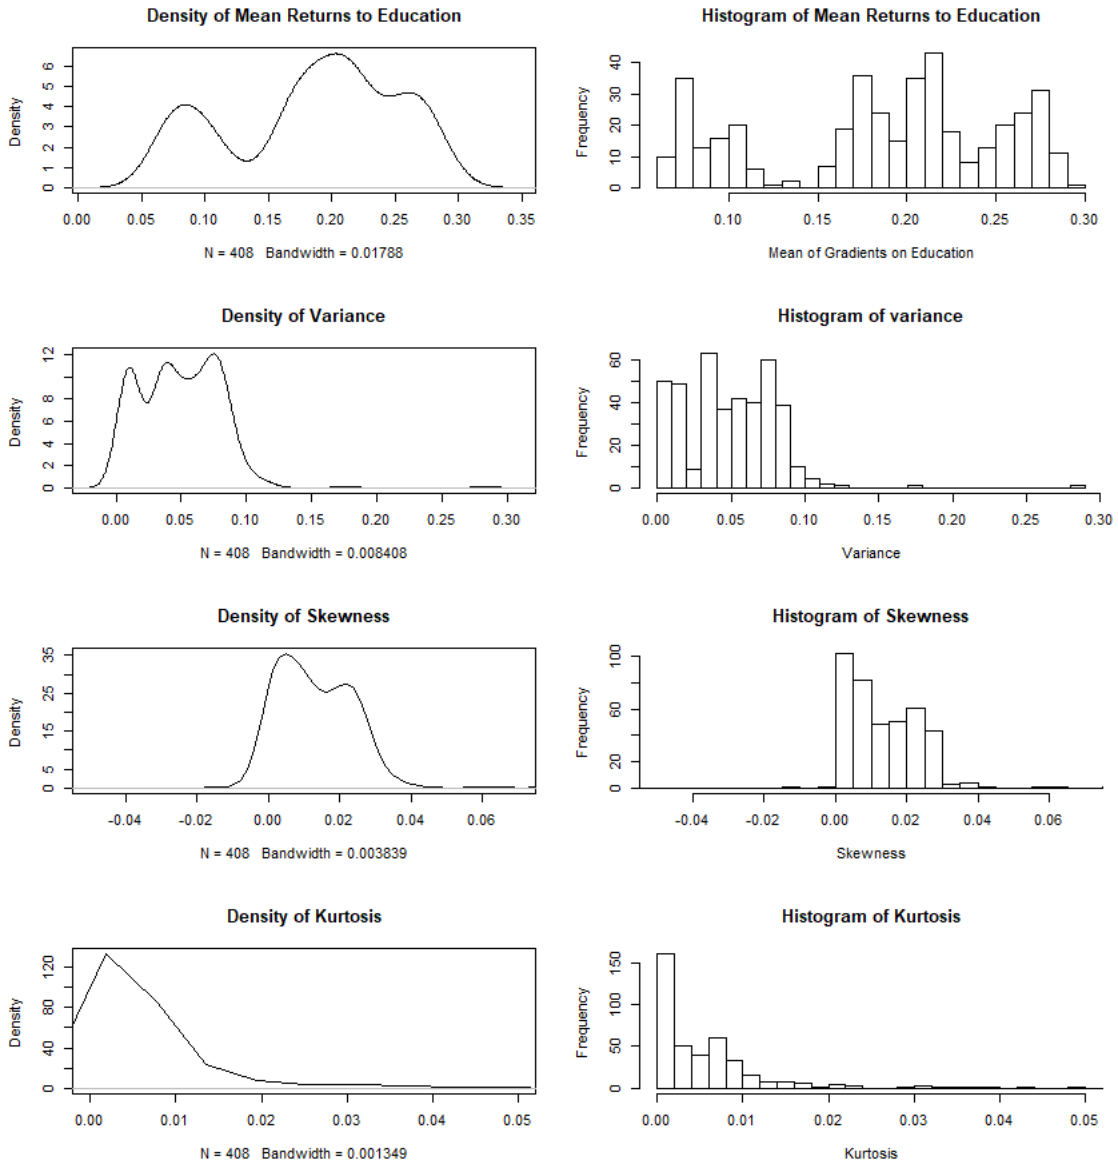 Density of Mean Returns to Education
Density
0 1 2 3 4 5 6
0.00 0.05 0.10 0.15 0.20 0.25 0.30 0.35
N = 408 Bandwidth = 0.01788
Histogram of Mean Returns to Education
Frequency
0 10 20 30 40
0.10 0.15 0.20 0.25 0.30
Mean of Gradients on Education
Density of Variance
Density
0 2 4 6 8 12
0.00 0.05 0.10 0.15 0.20 0.25 0.30
N = 408 Bandwidth = 0.008408
Histogram of variance
Frequency
0 20 40 60
0.00 0.05 0.10 0.15 0.20 0.25 0.30
Variance
Density of Skewness
Density
0 5 15 25 35
-0.04 -0.02 0.00 0.02 0.04 0.06
N = 408 Bandwidth = 0.003839
Histogram of Skewness
Frequency
0 20 60 100
-0.04 -0.02 0.00 0.02 0.04 0.06
Skewness
Density of Kurtosis
Density
0 40 80 120
0.00 0.01 0.02 0.03 0.04 0.05
N = 408 Bandwidth = 0.001349
Histogram of Kurtosis
Frequency
0 50 100 150
0.00 0.01 0.02 0.03 0.04 0.05
Kurtosis